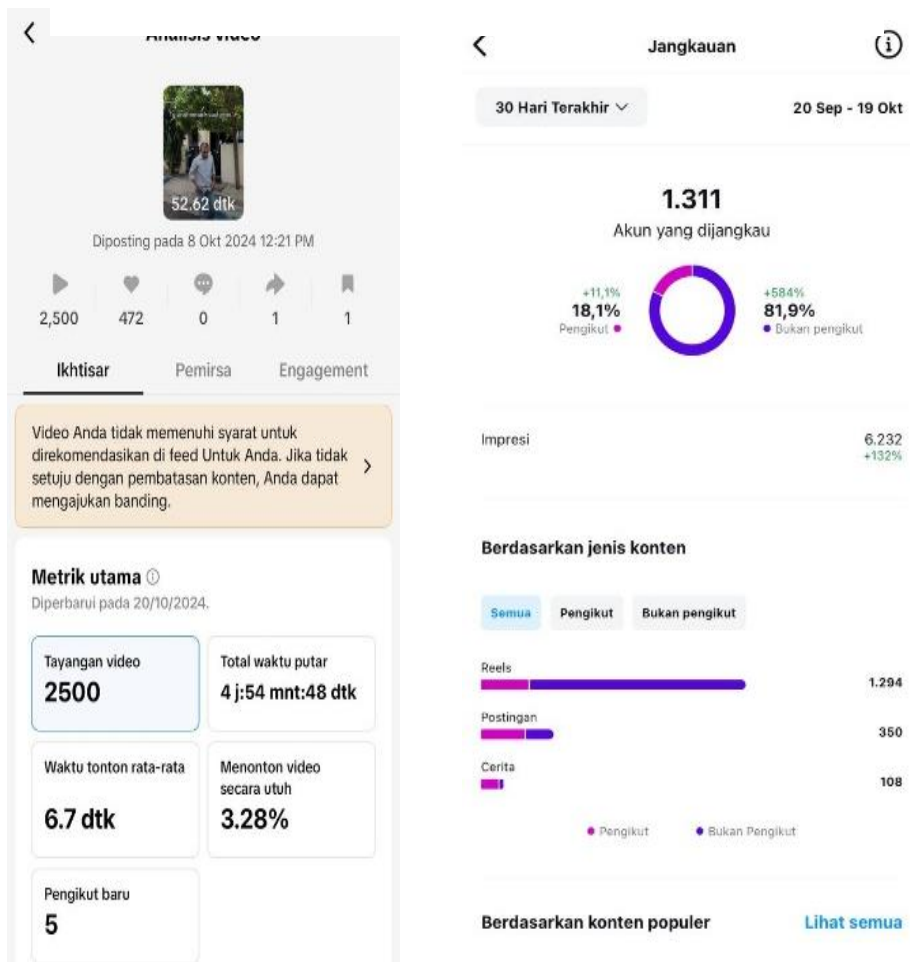 Analisis video
52.62 dtk
Diposting pada 8 Okt 2024 12:21 PM
2,500 472 0 1 1
Ikhtisar Pemirsa Engagement
Video Anda tidak memenuhi syarat untuk
direkomendasikan di feed Untuk Anda. Jika tidak
setuju dengan pembatasan konten, Anda dapat
mengajukan banding.
Metrik utama
Diperbarui pada 20/10/2024.
Tayangan video
2500
Total waktu putar
4 j:54 mnt:48 dtk
Waktu tonton rata-rata
6.7 dtk
Menonton video
secara utuh
3.28%
Pengikut baru
5
Jangkauan
30 Hari Terakhir
20 Sep - 19 Okt
1.311
Akun yang dijangkau
+11,1%
18,1%
Pengikut
+584%
81,9%
Bukan pengikut
Impresi
6.232
+132%
Berdasarkan jenis konten
Semua Pengikut Bukan pengikut
Reels
1.294
Postingan
350
Cerita
108
Pengikut Bukan Pengikut
Berdasarkan konten populer Lihat semua